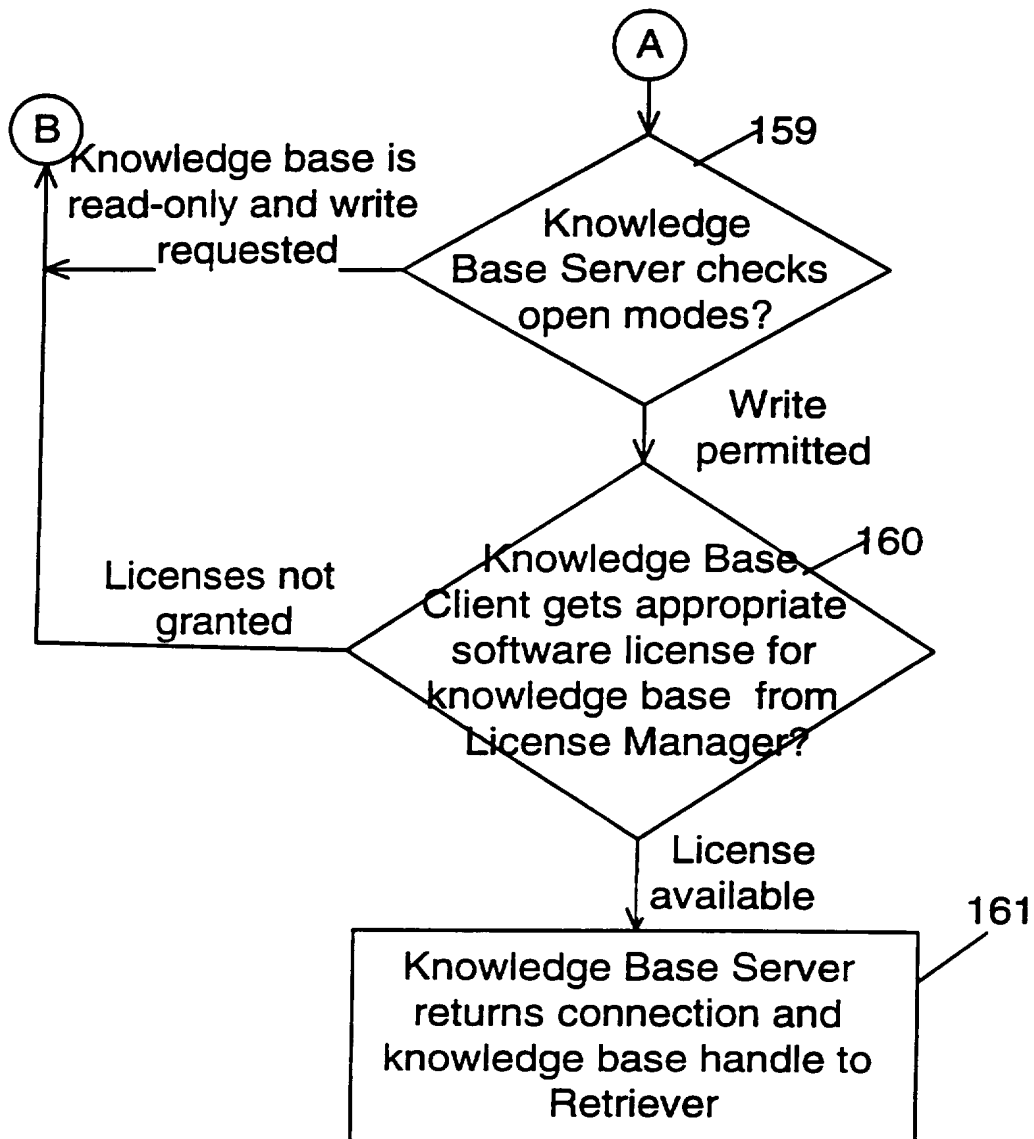 A
B
159
Knowledge base is
read-only and write
requested
Knowledge
Base Server checks
open modes?
Write
permitted
160
Licenses not
granted
Knowledge Base
Client gets appropriate
software license for
knowledge base from
License Manager?
License
available
161
Knowledge Base Server
returns connection and
knowledge base handle to
Retriever